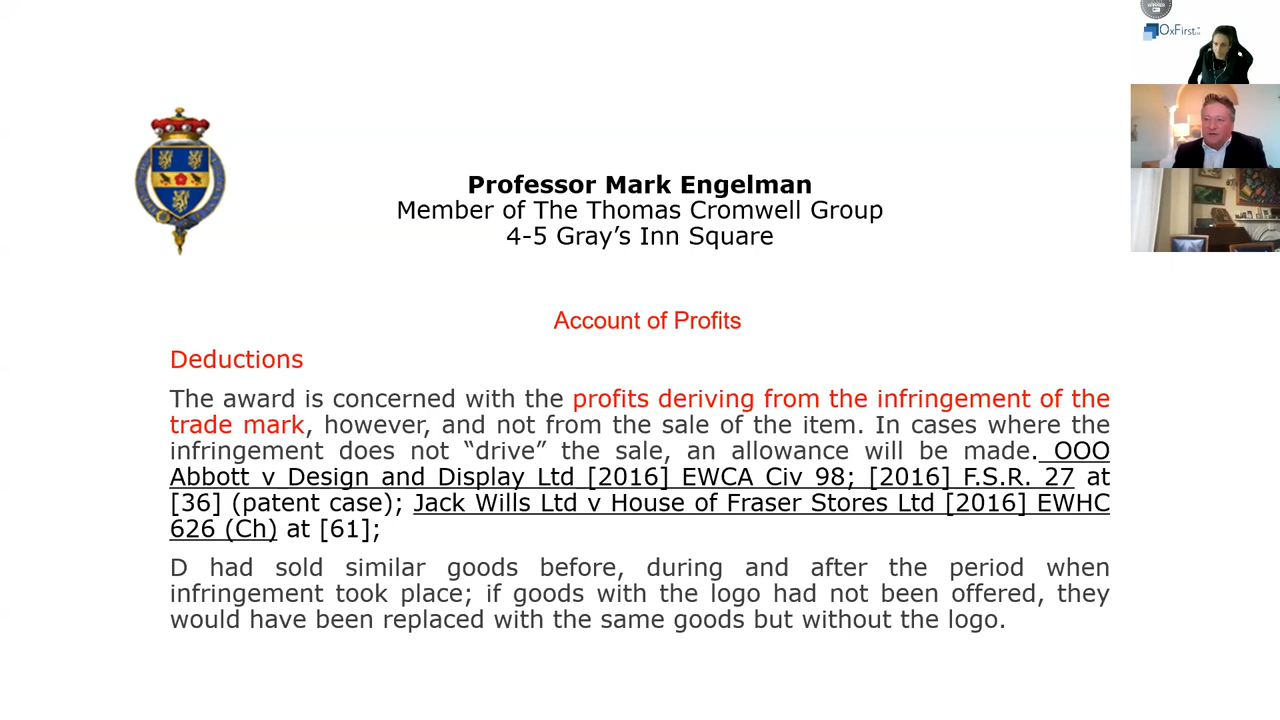 WINNER
OxFirst
Professor Mark Engelman
Member of The Thomas Cromwell Group
4-5 Gray’s Inn Square
Account of Profits
Deductions
The award is concerned with the profits deriving from the infringement of the
trade mark, however, and not from the sale of the item. In cases where the
infringement does not “drive” the sale, an allowance will be made. OOO
Abbott v Design and Display Ltd [2016] EWCA Civ 98; [2016] F.S.R. 27 at
[36] (patent case); Jack Wills Ltd v House of Fraser Stores Ltd [2016] EWHC
626 (Ch) at [61];
D had sold similar goods before, during and after the period when
infringement took place; if goods with the logo had not been offered, they
would have been replaced with the same goods but without the logo.